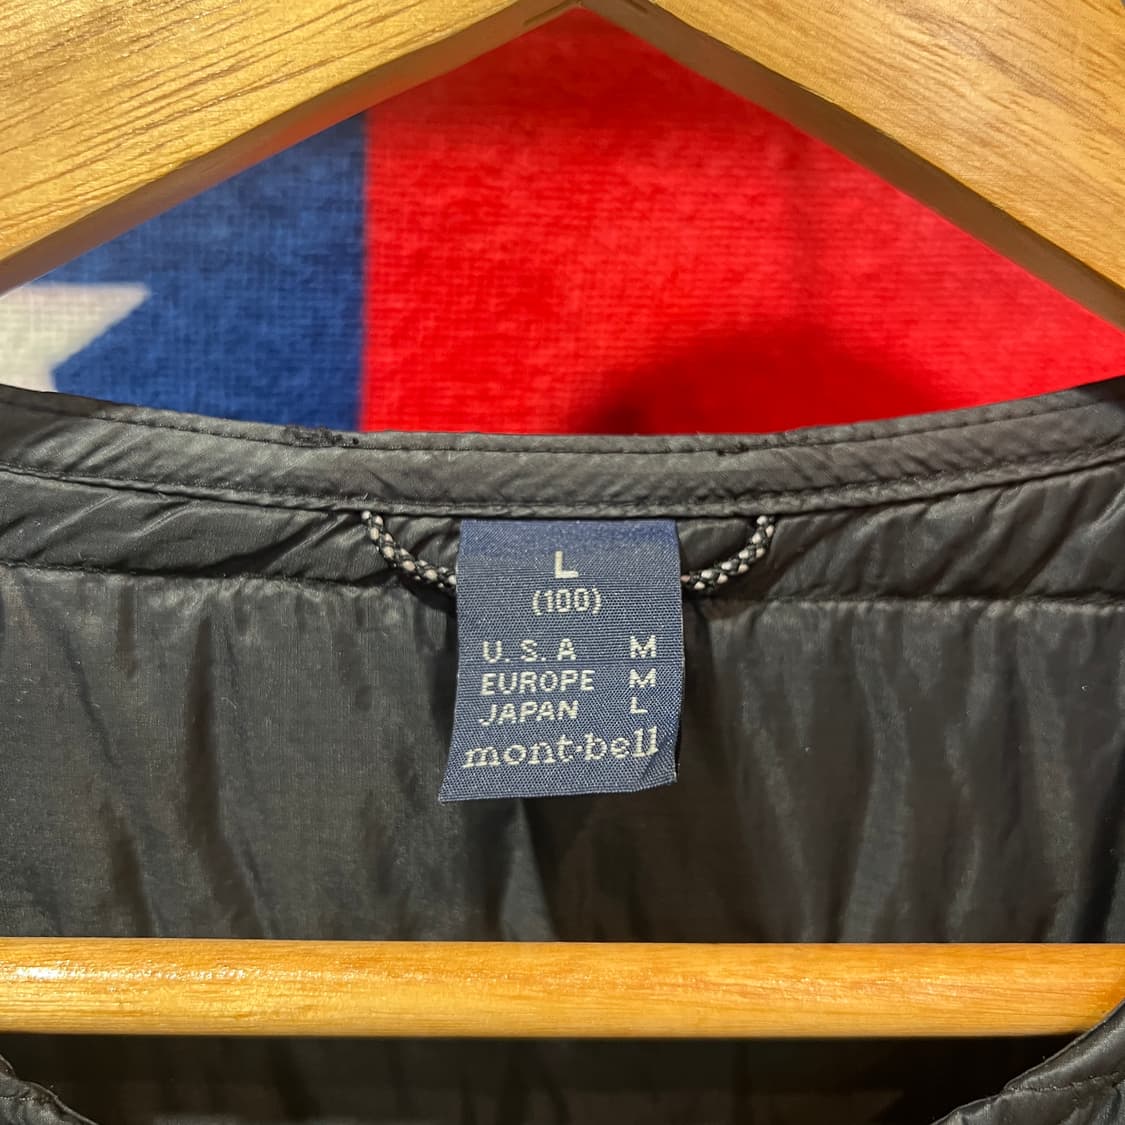 L
(100)
U.S.A M
EUROPE M
JAPAN L
mont-bell